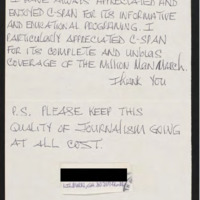 I HAVE ALWAYS APPRECIATED AND
ENJOYED C-SPAN FOR ITS INFORMATIVE
AND EDUCATIONAL PROGRAMING. I
PARTICULARLY APPRECIATED C-SPAN
FOR ITS COMPLETE AND UNBIAS
COVERAGE OF THE MILLION MAN MARCH.
THANK YOU
P.S. PLEASE KEEP THIS
QUALITY OF JOURNALISM GOING
AT ALL COST.